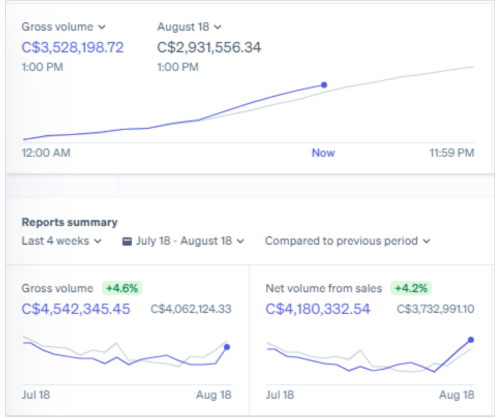 Gross volume August 18
C$3,528,198.72 C$2,931,556.34
1:00 PM 1:00 PM
12:00 AM Now 11:59 PM
Reports summary
Last 4 weeks July 18 - August 18 Compared to previous period
Gross volume +4.6% Net volume from sales +4.2%
C$4,542,345.45 C$4,062,124.33 C$4,180,332.54 C$3,732,991.10
Jul 18 Aug 18 Jul 18 Aug 18